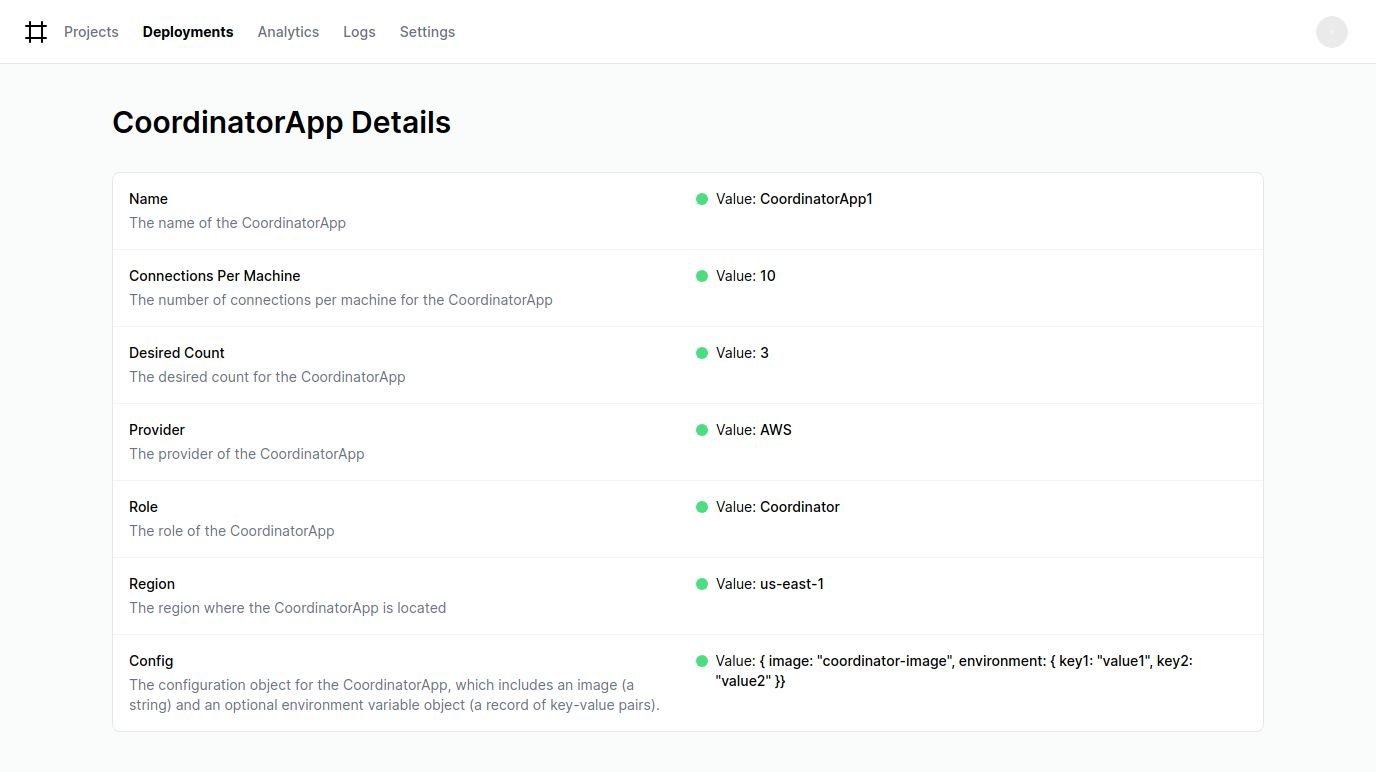 Projects Deployments Analytics Logs Settings
CoordinatorApp Details
Name
The name of the CoordinatorApp
Value: CoordinatorApp1
Connections Per Machine
The number of connections per machine for the CoordinatorApp
Value: 10
Desired Count
The desired count for the CoordinatorApp
Value: 3
Provider
The provider of the CoordinatorApp
Value: AWS
Role
The role of the CoordinatorApp
Value: Coordinator
Region
The region where the CoordinatorApp is located
Value: us-east-1
Config
The configuration object for the CoordinatorApp, which includes an image (a
string) and an optional environment variable object (a record of key-value pairs).
Value: { image: "coordinator-image", environment: { key1: "value1", key2:
"value2" }}